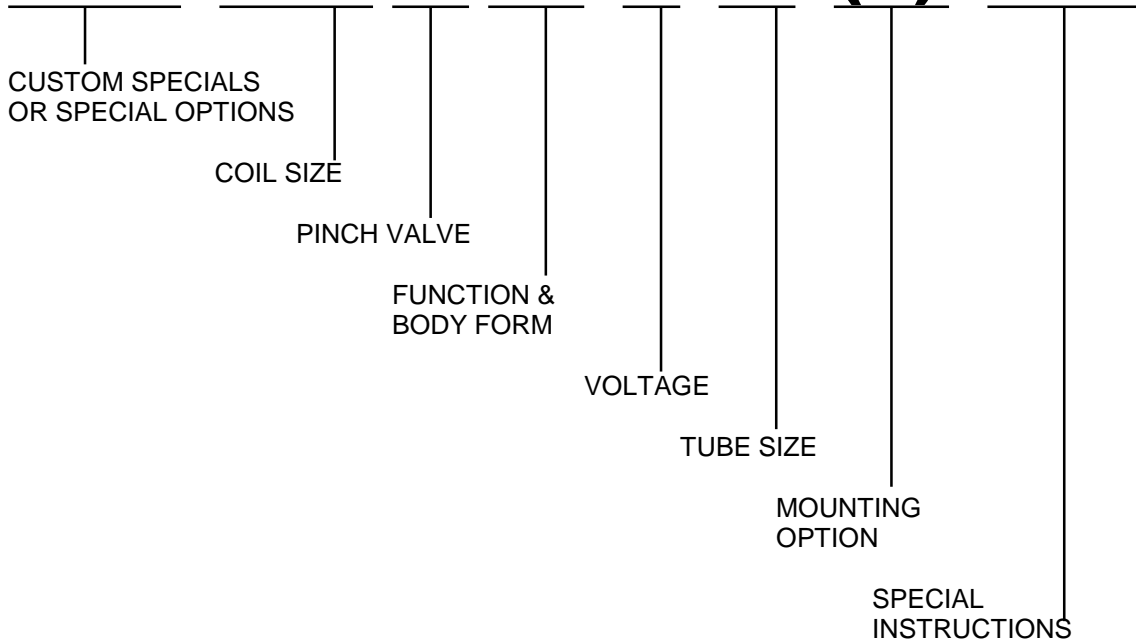 CUSTOM SPECIALS
OR SPECIAL OPTIONS
COIL SIZE
PINCH VALVE
FUNCTION &
BODY FORM
VOLTAGE
TUBE SIZE
MOUNTING
OPTION
SPECIAL
INSTRUCTIONS